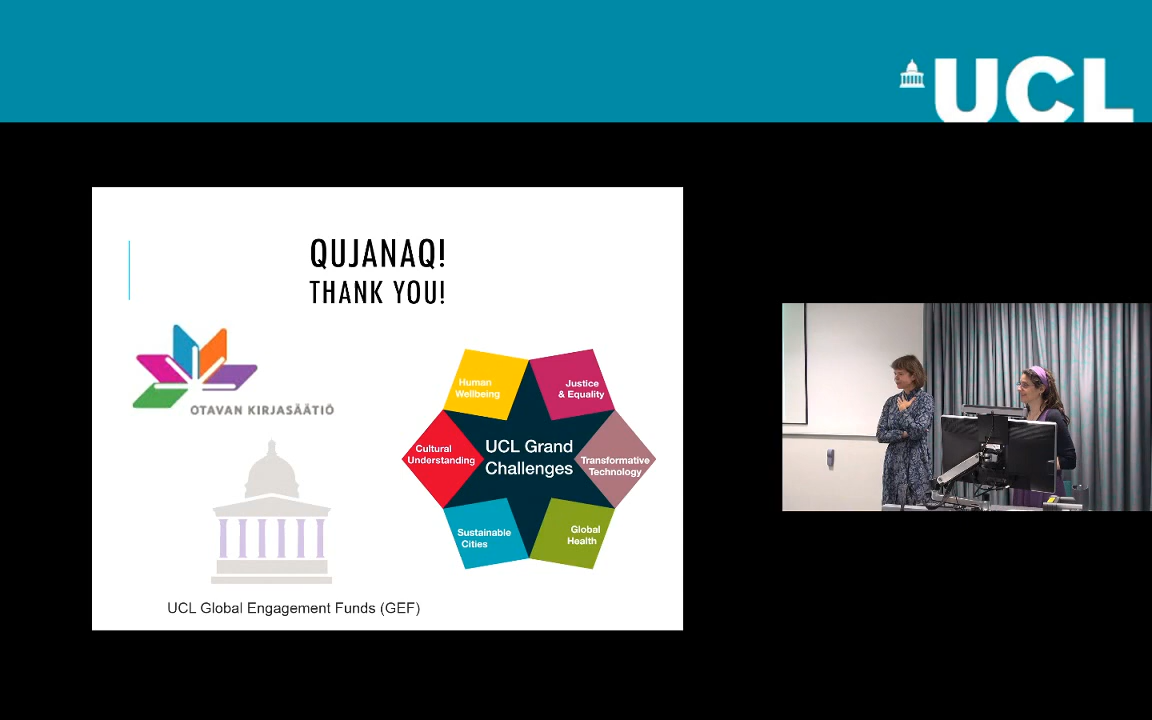 UCL
QUJANAQ!
THANK YOU!
OTAVAN KIRJASÄÄTIÖ
Human
Wellbeing
Justice
& Equality
Cultural
Understanding
UCL Grand
Challenges
Transformative
Technology
Sustainable
Cities
Global
Health
UCL Global Engagement Funds (GEF)